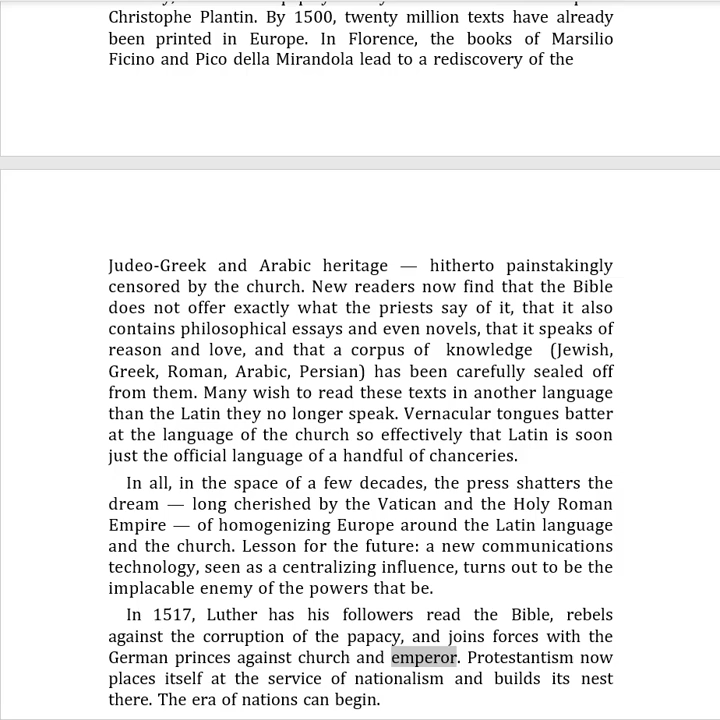 Christophe Plantin. By 1500, twenty million texts have already
been printed in Europe. In Florence, the books of Marsilio
Ficino and Pico della Mirandola lead to a rediscovery of the
Judeo-Greek and Arabic heritage — hitherto painstakingly
censored by the church. New readers now find that the Bible
does not offer exactly what the priests say of it, that it also
contains philosophical essays and even novels, that it speaks of
reason and love, and that a corpus of knowledge (Jewish,
Greek, Roman, Arabic, Persian) has been carefully sealed off
from them. Many wish to read these texts in another language
than the Latin they no longer speak. Vernacular tongues batter
at the language of the church so effectively that Latin is soon
just the official language of a handful of chanceries.
In all, in the space of a few decades, the press shatters the
dream — long cherished by the Vatican and the Holy Roman
Empire — of homogenizing Europe around the Latin language
and the church. Lesson for the future: a new communications
technology, seen as a centralizing influence, turns out to be the
implacable enemy of the powers that be.
In 1517, Luther has his followers read the Bible, rebels
against the corruption of the papacy, and joins forces with the
German princes against church and emperor. Protestantism now
places itself at the service of nationalism and builds its nest
there. The era of nations can begin.